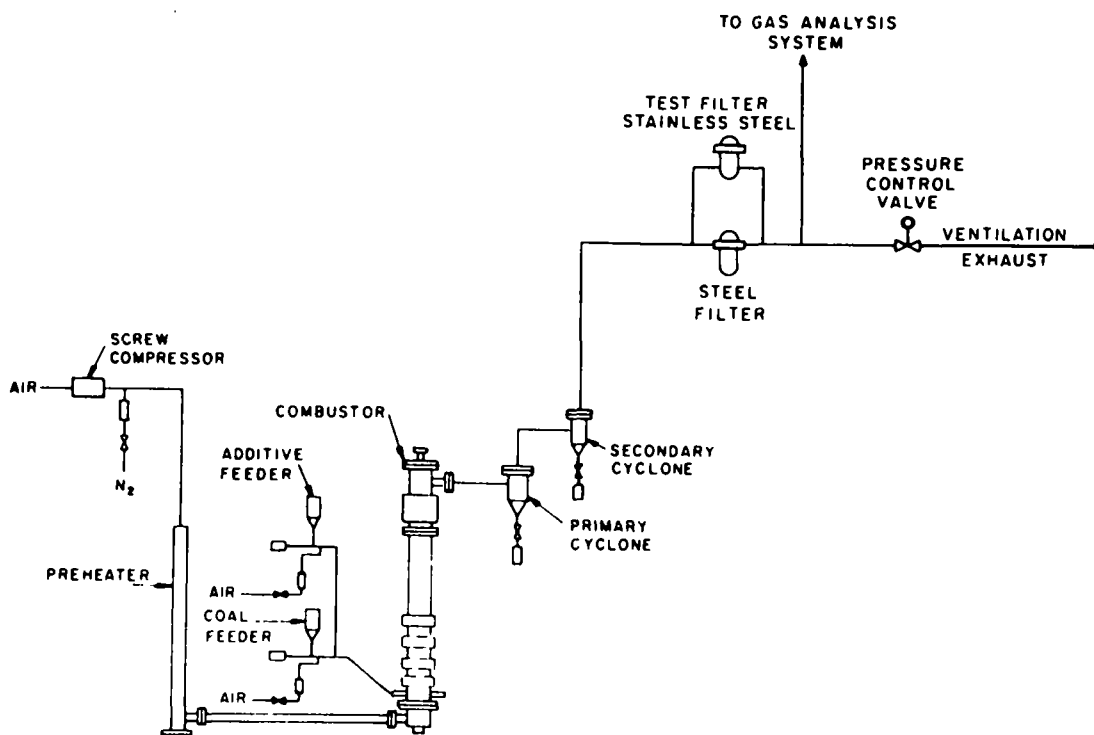 TO GAS ANALYSIS
SYSTEM
TEST FILTER
STAINLESS STEEL
PRESSURE
CONTROL
VALVE
VENTILATION
EXHAUST
STEEL
FILTER
SCREW
COMPRESSOR
AIR
N2
COMBUSTOR
ADDITIVE
FEEDER
SECONDARY
CYCLONE
PRIMARY
CYCLONE
PREHEATER
AIR
COAL
FEEDER
AIR